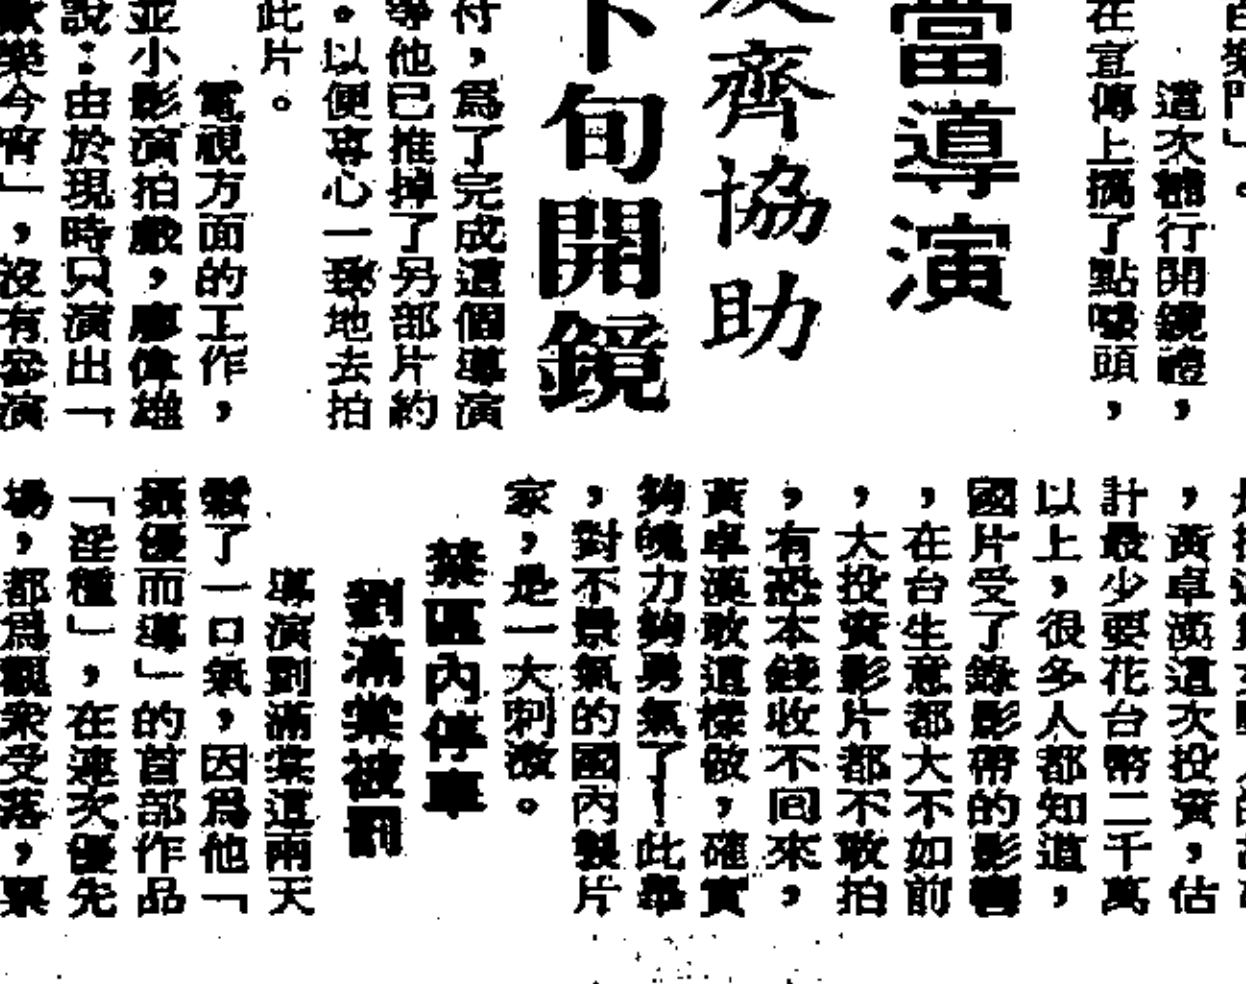 百樂門」。
這次舉行開鏡禮，
在宣傳上搞了點噱頭，
當導演
齊協助
下旬開鏡
付，為了完成這個導演
他已推掉了另部片約
。以便專心一致地去拍
此片。
電視方面的工作，
並小影演拍戲，廖偉雄
說：由於現時只演出「
歡樂今宵」，沒有參演
，黃卓漢這次投資，估
計最少要花台幣二千萬
以上，很多人都知道，
國片受了錄影帶的影響
，在台生意都大不如前
，大投資影片都不敢拍
，有恐本錢收不回來，
黃卓漢敢這樣做，確實
夠魄力夠勇氣了！此舉
，對不景氣的國內製片
家，是一大刺激。
禁區內停車
劉滿棠被罰
導演劉滿棠這兩天
鬆了一口氣，因為他「
攝優而導」的首部作品
「淫種」，在連次優先
場，都為觀眾受落，票